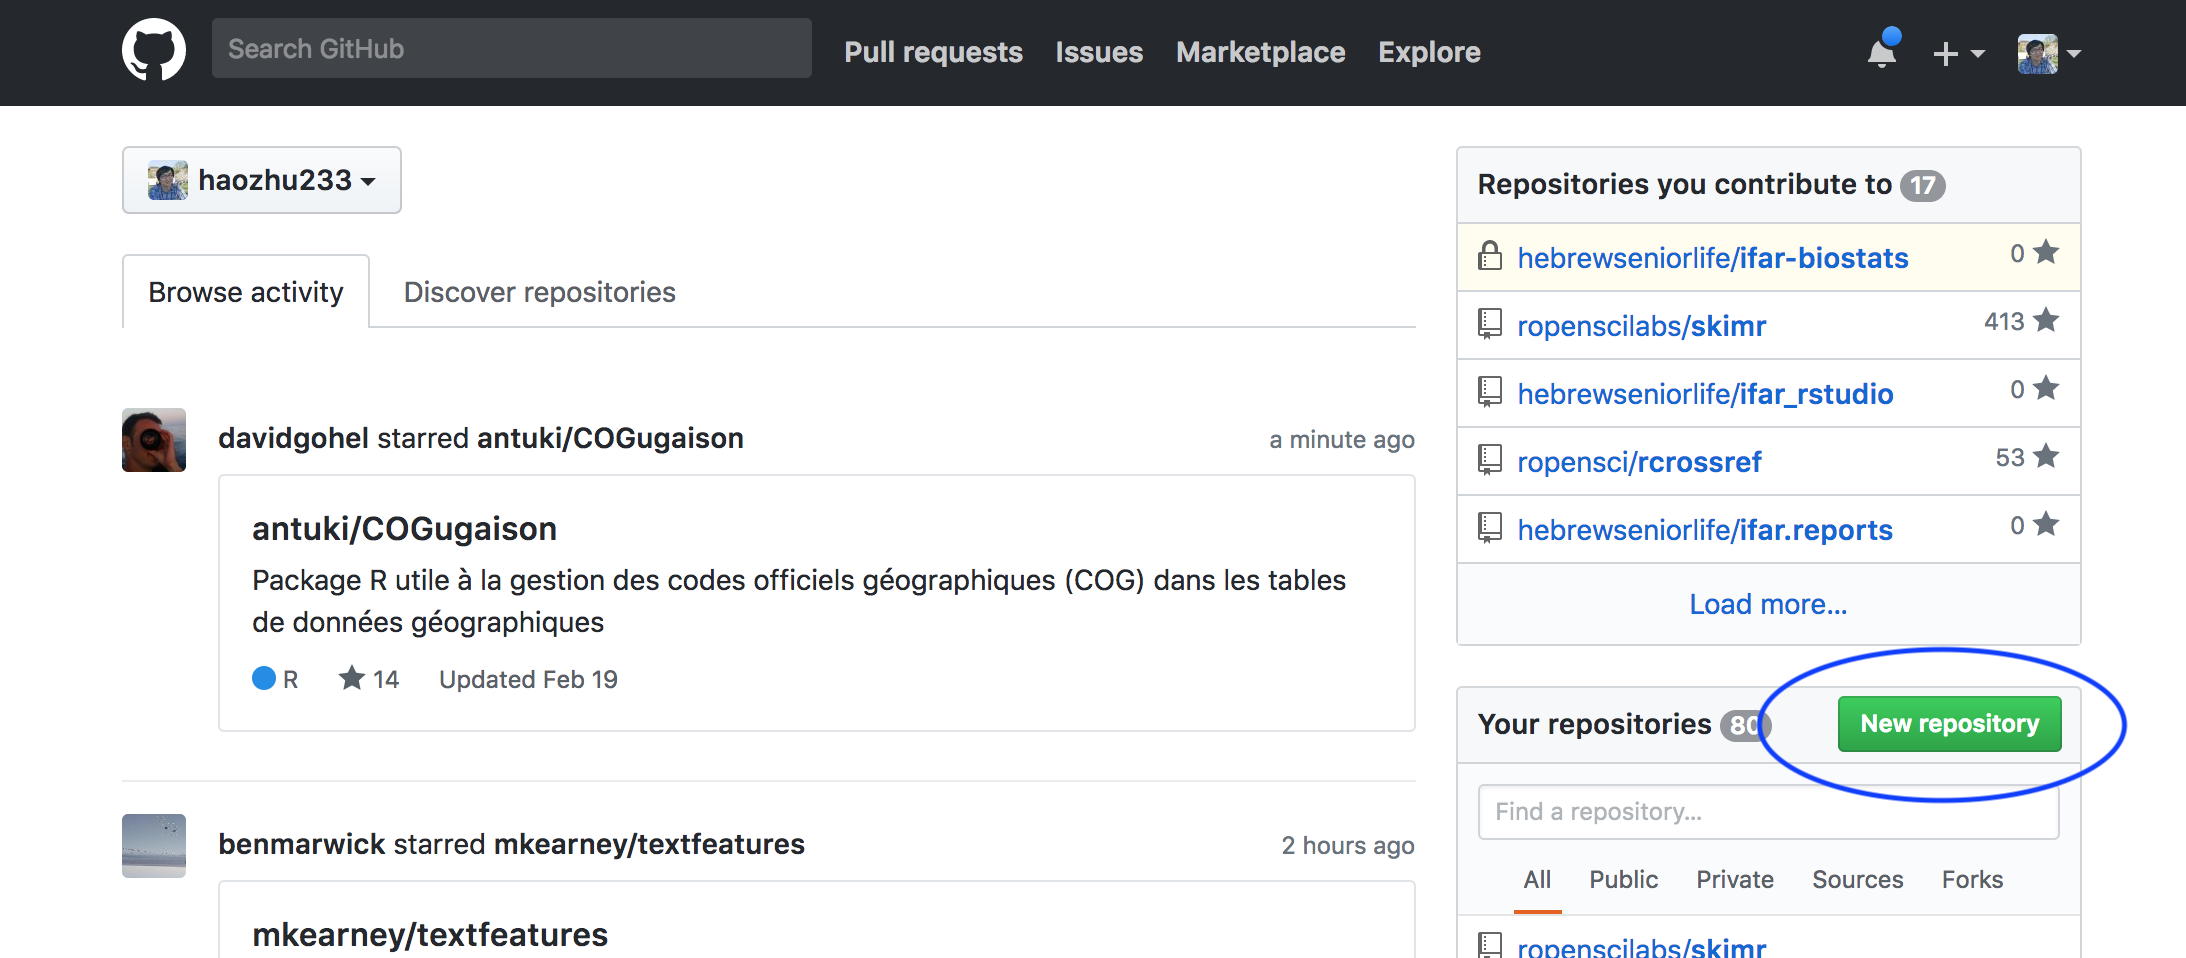 Search GitHub
Pull requests Issues Marketplace Explore
haozhu233
Browse activity Discover repositories
davidgohel starred antuki/COGugaison a minute ago
antuki/COGugaison
Package R utile à la gestion des codes officiels géographiques (COG) dans les tables
de données géographiques
R 14 Updated Feb 19
benmarwick starred mkearney/textfeatures 2 hours ago
mkearney/textfeatures
Repositories you contribute to 17
hebrewseniorlife/ifar-biostats 0
ropenscilabs/skimr 413
hebrewseniorlife/ifar_rstudio 0
ropensci/rcrossref 53
hebrewseniorlife/ifar.reports 0
Load more...
Your repositories 80 New repository
Find a repository...
All Public Private Sources Forks
ropenscilabs/skimr